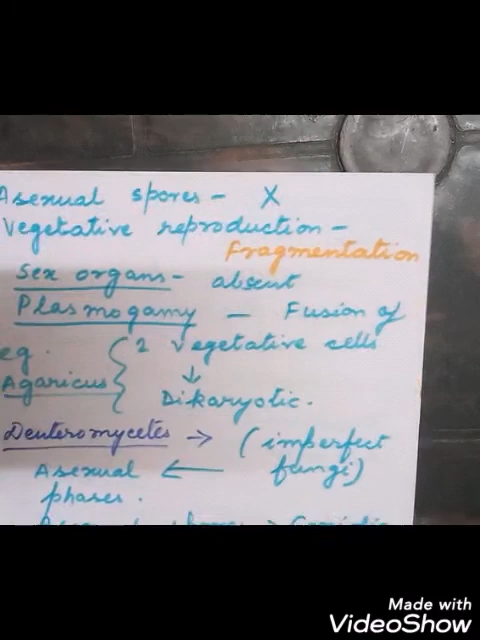 Asexual spores - X
Vegetative reproduction -
Fragmentation
Sex organs - absent
Plasmogamy - Fusion of
eg. 2 vegetative cells
Agaricus ↓
Dikaryotic.
Deuteromycetes → (imperfect
Asexual ← fungi)
phases.
Made with
VideoShow